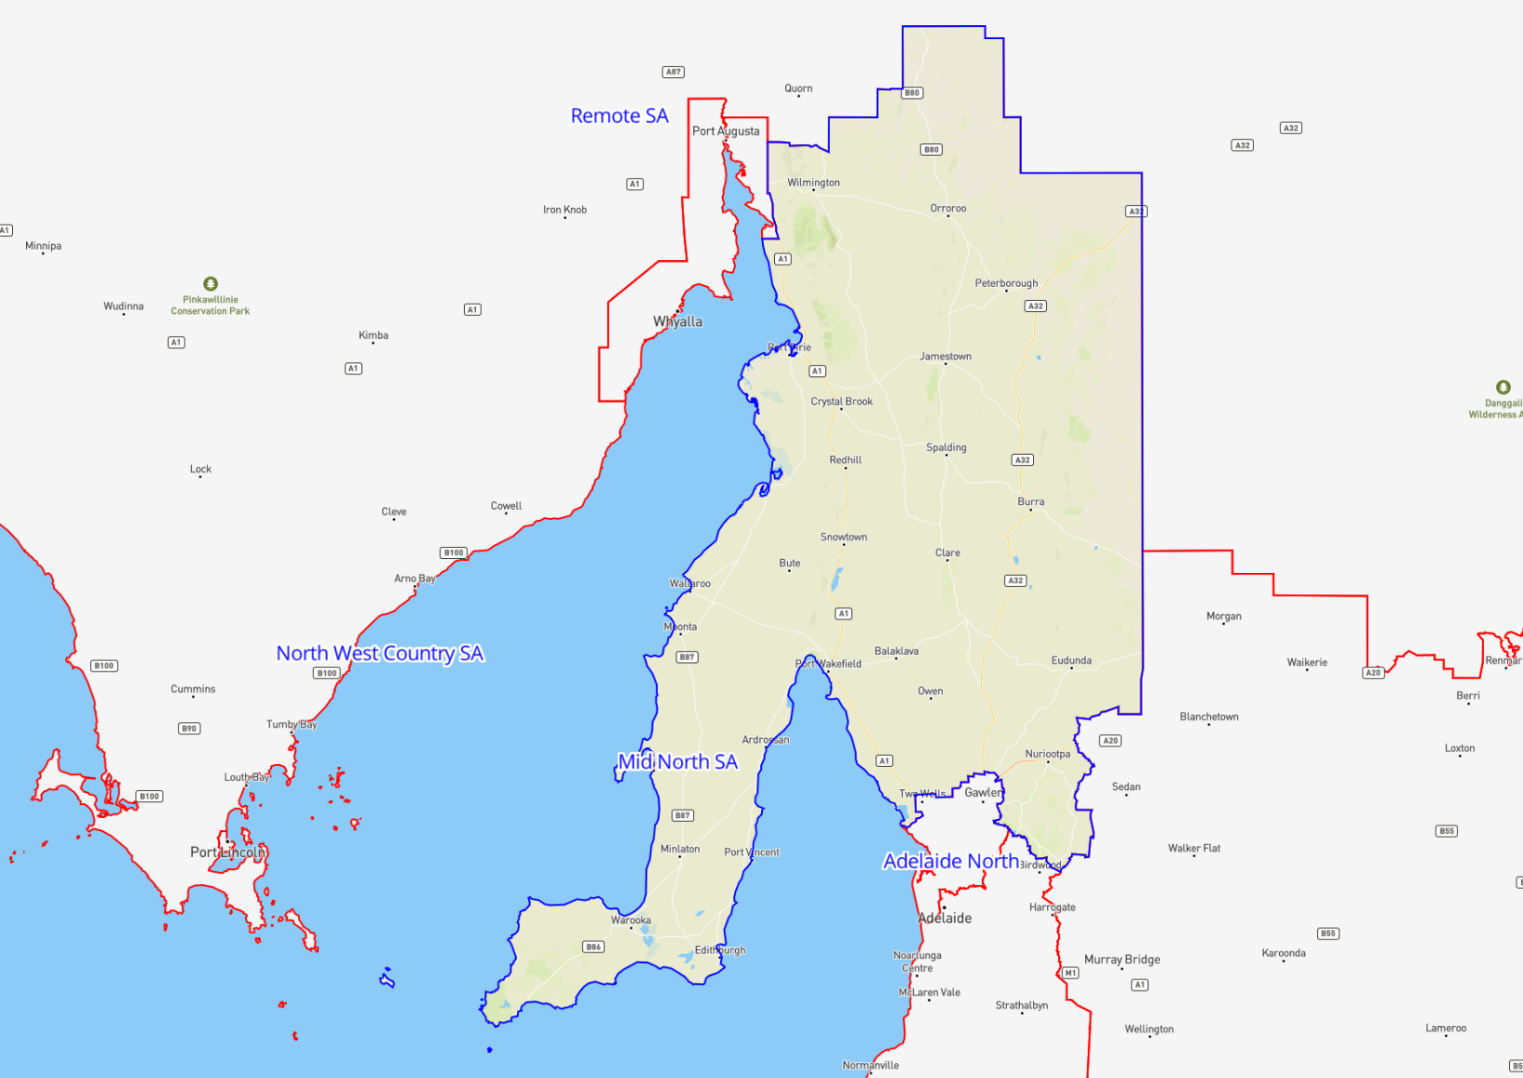 A87
Quorn
Remote SA
B80
Port Augusta
A32
A32
B80
A1
Wilmington
Iron Knob
Orroroo
A32
A1
Minnipa
A1
Pinkawillinie
Conservation Park
Peterborough
Wudinna
A1
A32
Whyalla
Kimba
A1
Port Pirie
Jamestown
A1
A1
Danggali
Crystal Brook
Wilderness A
Spalding
Redhill
A32
Lock
Burra
Cowell
Cleve
Snowtown
B100
Clare
Bute
Arno Bay
Wallaroo
A32
A1
Morgan
Moonta
North West Country SA
B87
Balaklava
B100
B100
Port Wakefield
Eudunda
Waikerie
A20
Renmar
Cummins
Owen
Berri
B90
Tumby Bay
Blanchetown
Ardrossan
A20
Mid North SA
A1
Nuriootpa
Loxton
Louth Bay
B100
Two Wells
Gawler
Sedan
B87
B55
Port Lincoln
Minlaton
Port Vincent
Adelaide North
Birdwood
Walker Flat
Adelaide
Harrogate
Warooka
B55
B86
Edithburgh
Noarlunga
Centre
Karoonda
Murray Bridge
M1
A1
McLaren Vale
Strathalbyn
Wellington
Lameroo
Normanville